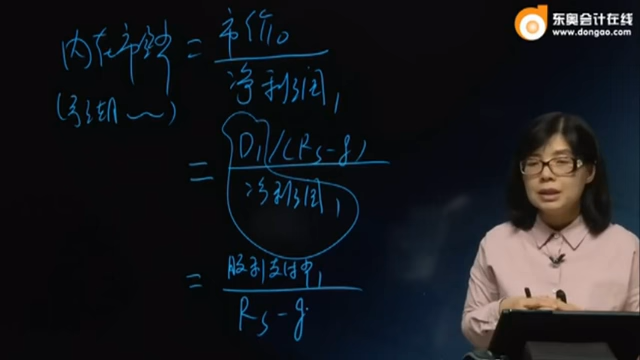 东奥会计在线
www.dongao.com
内在市盈率 = 市价0 / 净利润1
(预期~)
= D1/(Rs-g) / 净利润1
= 股利支付率1 / Rs-g